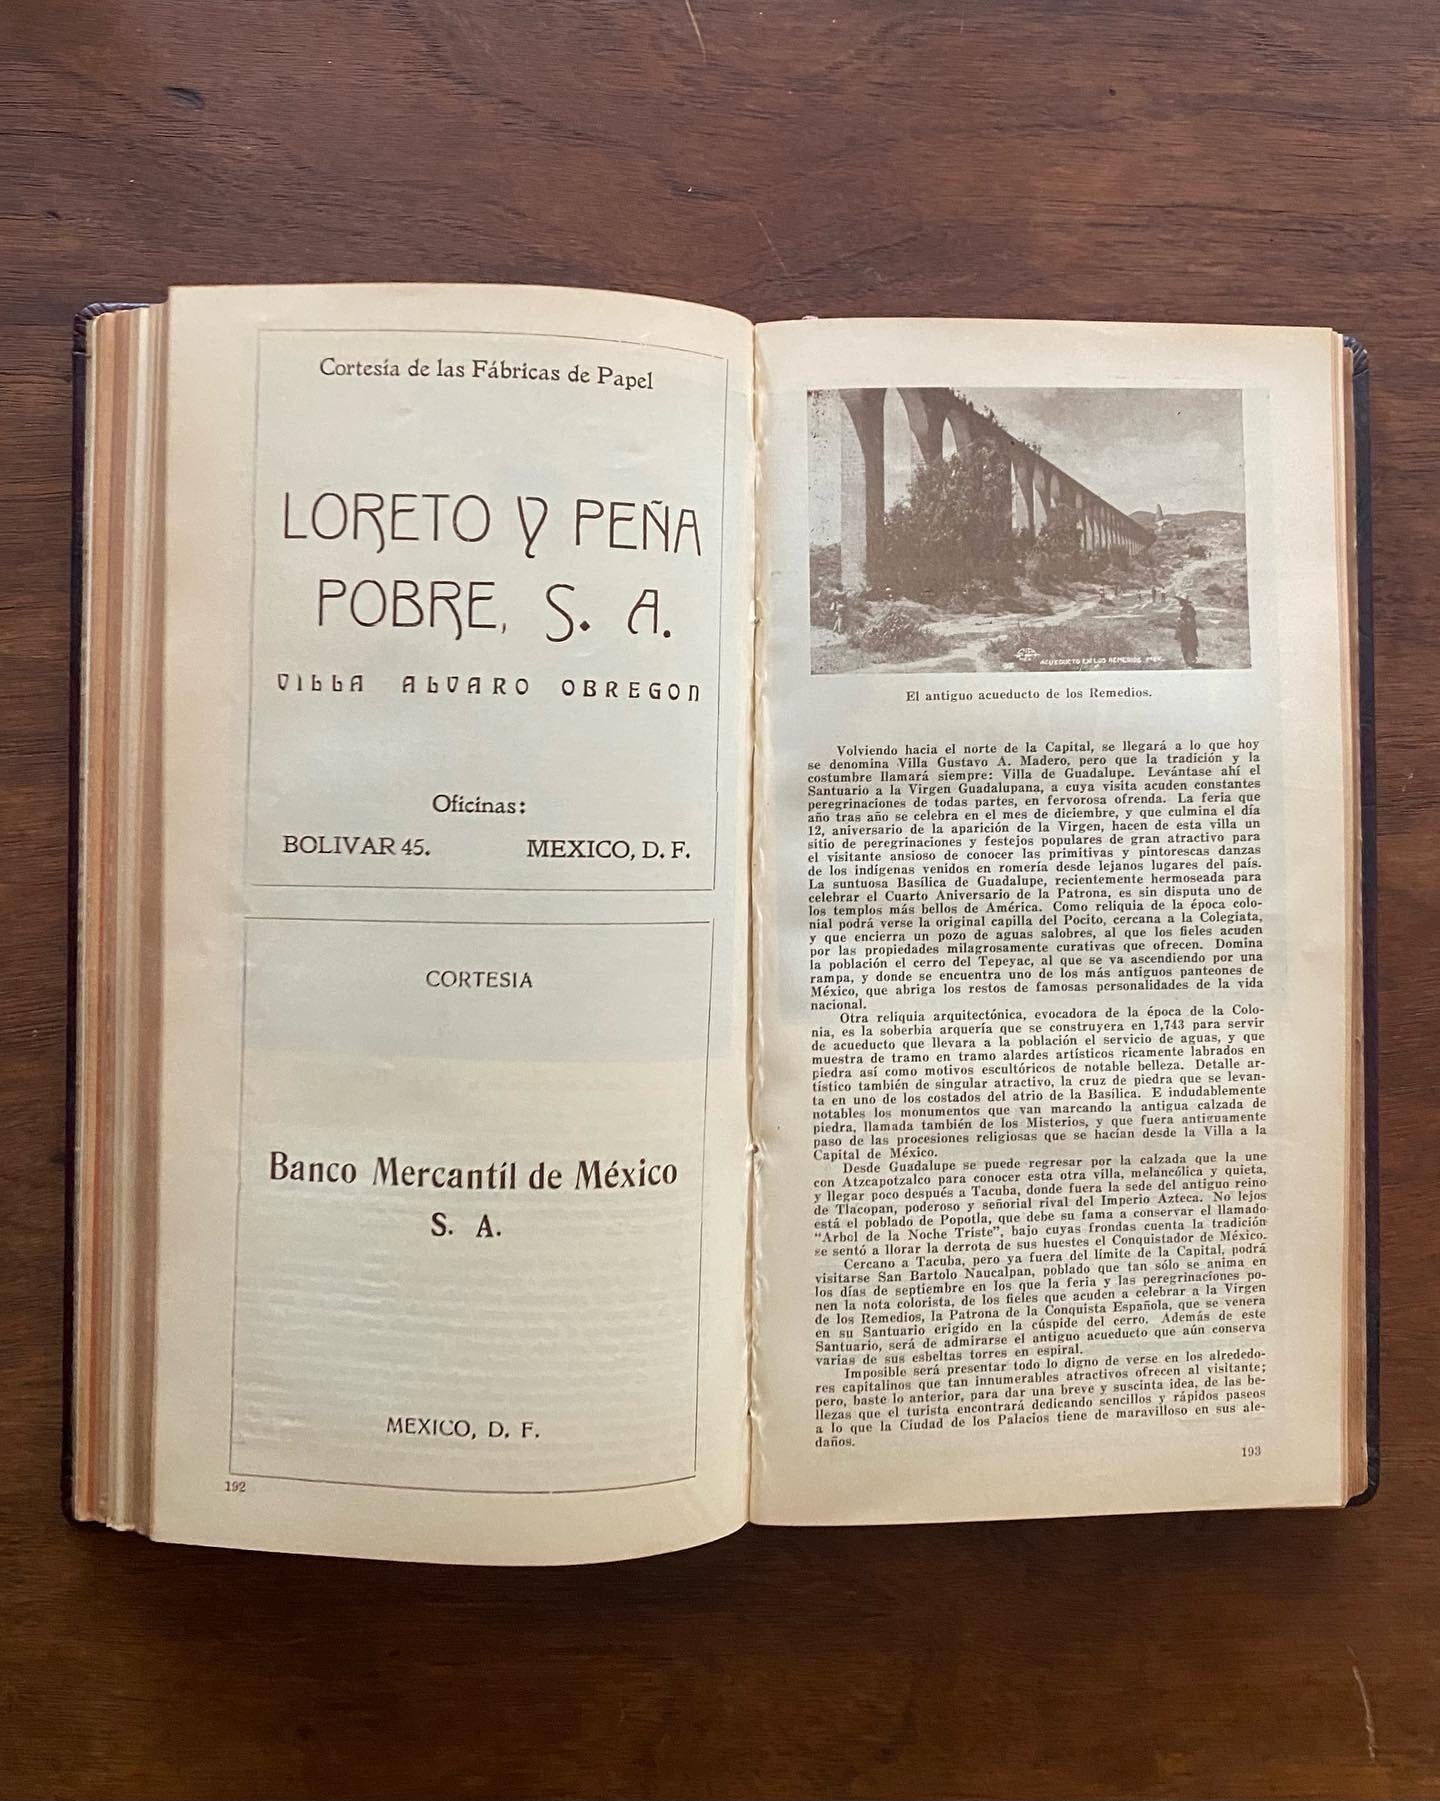 Cortesía de las Fábricas de Papel
LORETO Y PEÑA
POBRE, S. A.
VILLA ALVARO OBREGON
Oficinas:
BOLIVAR 45. MEXICO, D. F.
CORTESIA
Banco Mercantíl de México
S. A.
MEXICO, D. F.
192
ACUEDUCTO EN LOS REMEDIOS MEX.
El antiguo acueducto de los Remedios.
Volviendo hacia el norte de la Capital, se llegará a lo que hoy
se denomina Villa Gustavo A. Madero, pero que la tradición y la
costumbre llamará siempre: Villa de Guadalupe. Levántase ahí el
Santuario a la Virgen Guadalupana, a cuya visita acuden constantes
peregrinaciones de todas partes, en fervorosa ofrenda. La feria que
año tras año se celebra en el mes de diciembre, y que culmina el día
12, aniversario de la aparición de la Virgen, hacen de esta villa un
sitio de peregrinaciones y festejos populares de gran atractivo para
el visitante ansioso de conocer las primitivas y pintorescas danzas
de los indígenas venidos en romería desde lejanos lugares del país.
La suntuosa Basílica de Guadalupe, recientemente hermoseada para
celebrar el Cuarto Aniversario de la Patrona, es sin disputa uno de
los templos más bellos de América. Como reliquia de la época colo-
nial podrá verse la original capilla del Pocito, cercana a la Colegiata,
y que encierra un pozo de aguas salobres, al que los fieles acuden
por las propiedades milagrosamente curativas que ofrecen. Domina
la población el cerro del Tepeyac, al que se va ascendiendo por una
rampa, y donde se encuentra uno de los más antiguos panteones de
México, que abriga los restos de famosas personalidades de la vida
nacional.
Otra reliquia arquitectónica, evocadora de la época de la Colo-
nia, es la soberbia arquería que se construyera en 1,743 para servir
de acueducto que llevara a la población el servicio de aguas, y que
muestra de tramo en tramo alardes artísticos ricamente labrados en
piedra así como motivos escultóricos de notable belleza. Detalle ar-
tístico también de singular atractivo, la cruz de piedra que se levan-
ta en uno de los costados del atrio de la Basílica. E indudablemente
notables los monumentos que van marcando la antigua calzada de
piedra, llamada también de los Misterios, y que fuera antiguamente
paso de las procesiones religiosas que se hacían desde la Villa a la
Capital de México.
Desde Guadalupe se puede regresar por la calzada que la une
con Atzcapotzalco para conocer esta otra villa, melancólica y quieta,
y llegar poco después a Tacuba, donde fuera la sede del antiguo reino
de Tlacopan, poderoso y señorial rival del Imperio Azteca. No lejos
está el poblado de Popotla, que debe su fama a conservar el llamado
"Arbol de la Noche Triste", bajo cuyas frondas cuenta la tradición
se sentó a llorar la derrota de sus huestes el Conquistador de México.
Cercano a Tacuba, pero ya fuera del límite de la Capital, podrá
visitarse San Bartolo Naucalpan, poblado que tan sólo se anima en
los días de septiembre en los que la feria y las peregrinaciones po-
nen la nota colorista, de los fieles que acuden a celebrar a la Virgen
de los Remedios, la Patrona de la Conquista Española, que se venera
en su Santuario erigido en la cúspide del cerro. Además de este
Santuario, será de admirarse el antiguo acueducto que aún conserva
varias de sus esbeltas torres en espiral.
Imposible será presentar todo lo digno de verse en los alrededo-
res capitalinos que tan innumerables atractivos ofrecen al visitante;
pero, baste lo anterior, para dar una breve y suscinta idea, de las be-
llezas que el turista encontrará dedicando sencillos y rápidos paseos
a lo que la Ciudad de los Palacios tiene de maravilloso en sus ale-
daños.
193